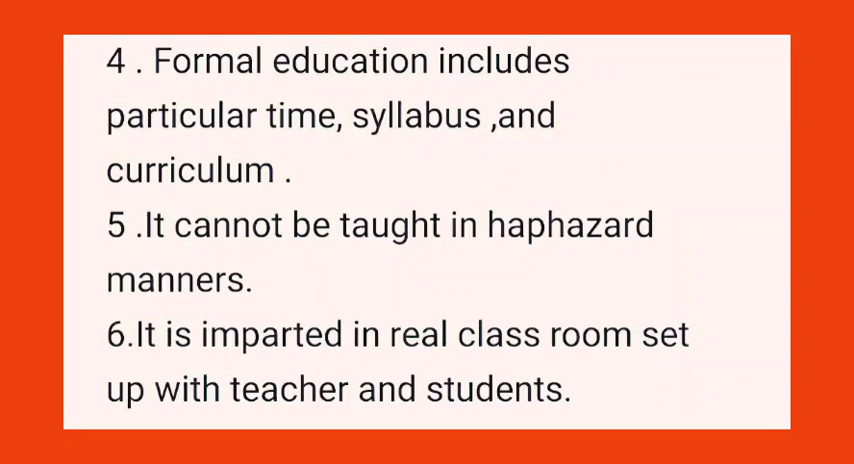 4 . Formal education includes
particular time, syllabus ,and
curriculum .
5 .It cannot be taught in haphazard
manners.
6.It is imparted in real class room set
up with teacher and students.